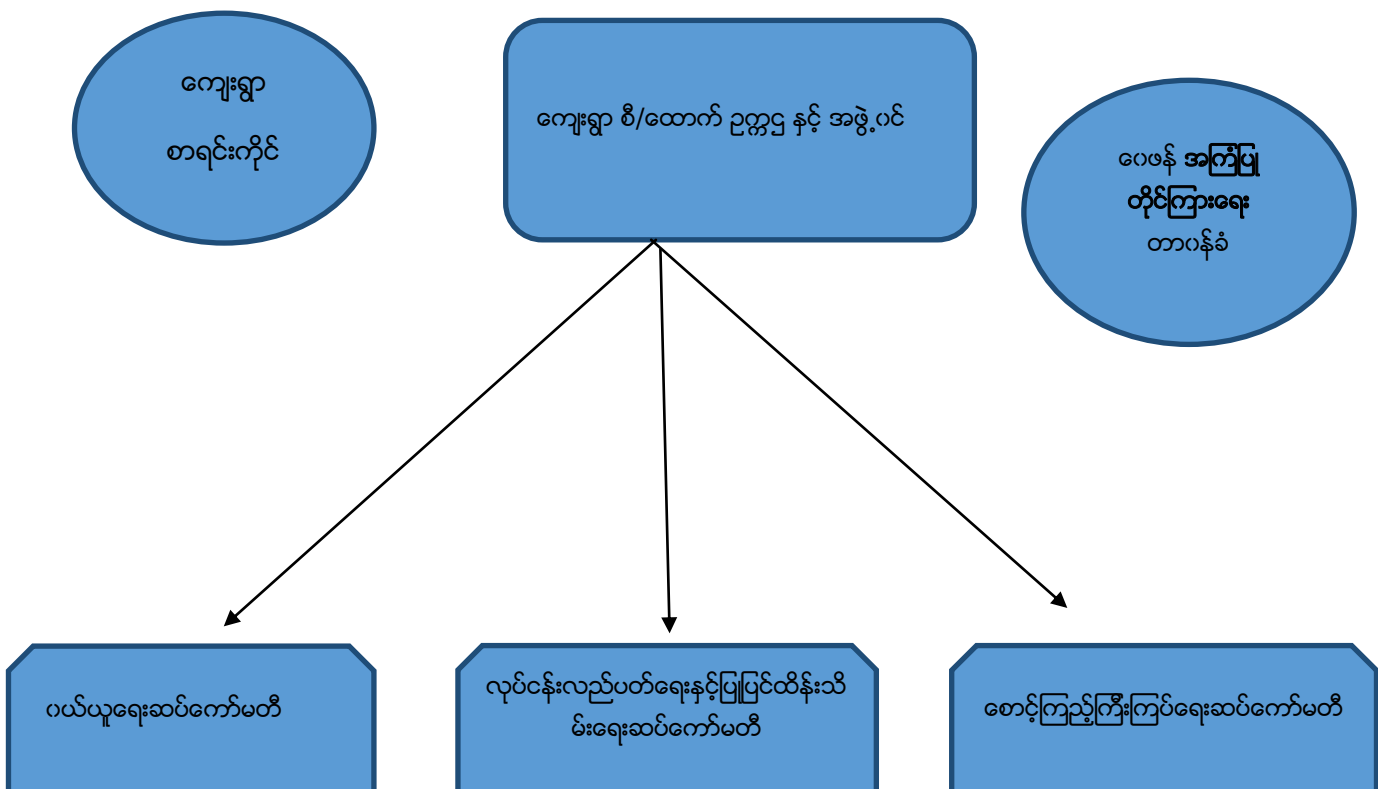 ကျေးရွာ
စာရင်းကိုင်
ကျေးရွာ စီ/ထောက် ဥက္ကဌ နှင့် အဖွဲ့ဝင်
ဝေဖန် အကြံပြု
တိုင်ကြားရေး
တာဝန်ခံ
ဝယ်ယူရေးဆပ်ကော်မတီ
လုပ်ငန်းလည်ပတ်ရေးနှင့်ပြုပြင်ထိန်းသိ
မ်းရေးဆပ်ကော်မတီ
စောင့်ကြည့်ကြီးကြပ်ရေးဆပ်ကော်မတီ